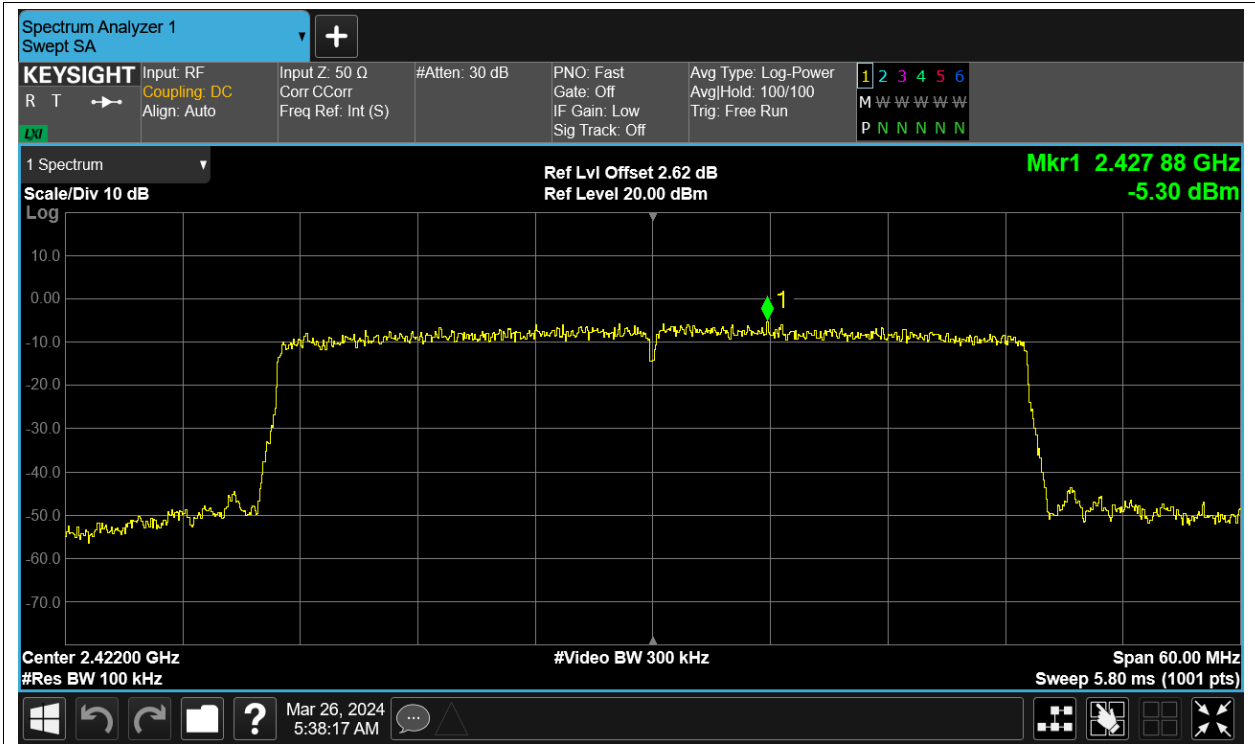 Spectrum Analyzer 1
Swept SA
KEYSIGHT
R T
LXI
Input: RF
Coupling: DC
Align: Auto
Input Z: 50 Ω
Corr CCorr
Freq Ref: Int (S)
#Atten: 30 dB
PNO: Fast
Gate: Off
IF Gain: Low
Sig Track: Off
Avg Type: Log-Power
Avg|Hold: 100/100
Trig: Free Run
1 2 3 4 5 6
M W W W W W
P N N N N N
1 Spectrum
Scale/Div 10 dB
Log
Ref Lvl Offset 2.62 dB
Ref Level 20.00 dBm
Mkr1 2.427 88 GHz
-5.30 dBm
10.0
0.00
-10.0
-20.0
-30.0
-40.0
-50.0
-60.0
-70.0
1
Center 2.42200 GHz
#Res BW 100 kHz
#Video BW 300 kHz
Span 60.00 MHz
Sweep 5.80 ms (1001 pts)
?
Mar 26, 2024
5:38:17 AM